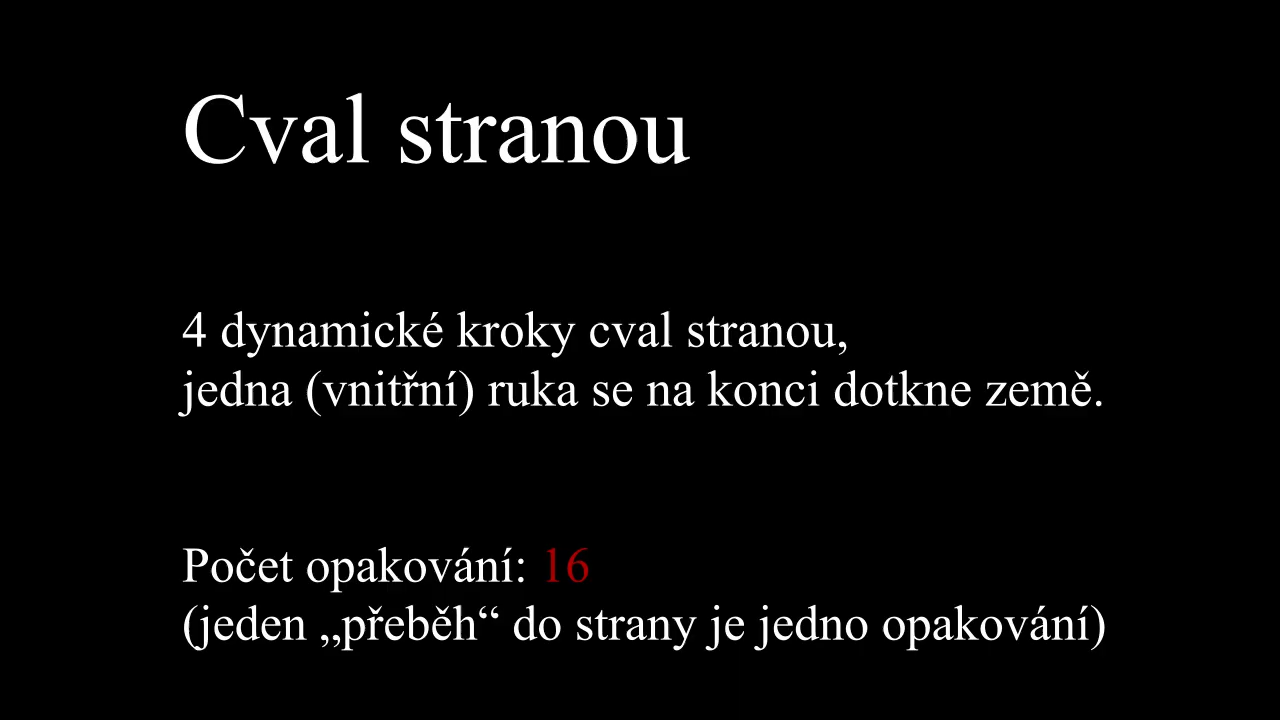 Cval stranou
4 dynamické kroky cval stranou,
jedna (vnitřní) ruka se na konci dotkne země.
Počet opakování: 16
(jeden „přeběh“ do strany je jedno opakování)